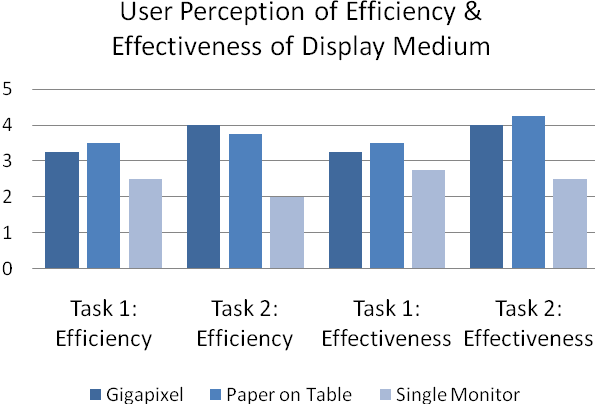 User Perception of Efficiency &
Effectiveness of Display Medium
5
4
3
2
1
0
Task 1:
Efficiency
Task 2:
Efficiency
Task 1:
Effectiveness
Task 2:
Effectiveness
Gigapixel
Paper on Table
Single Monitor